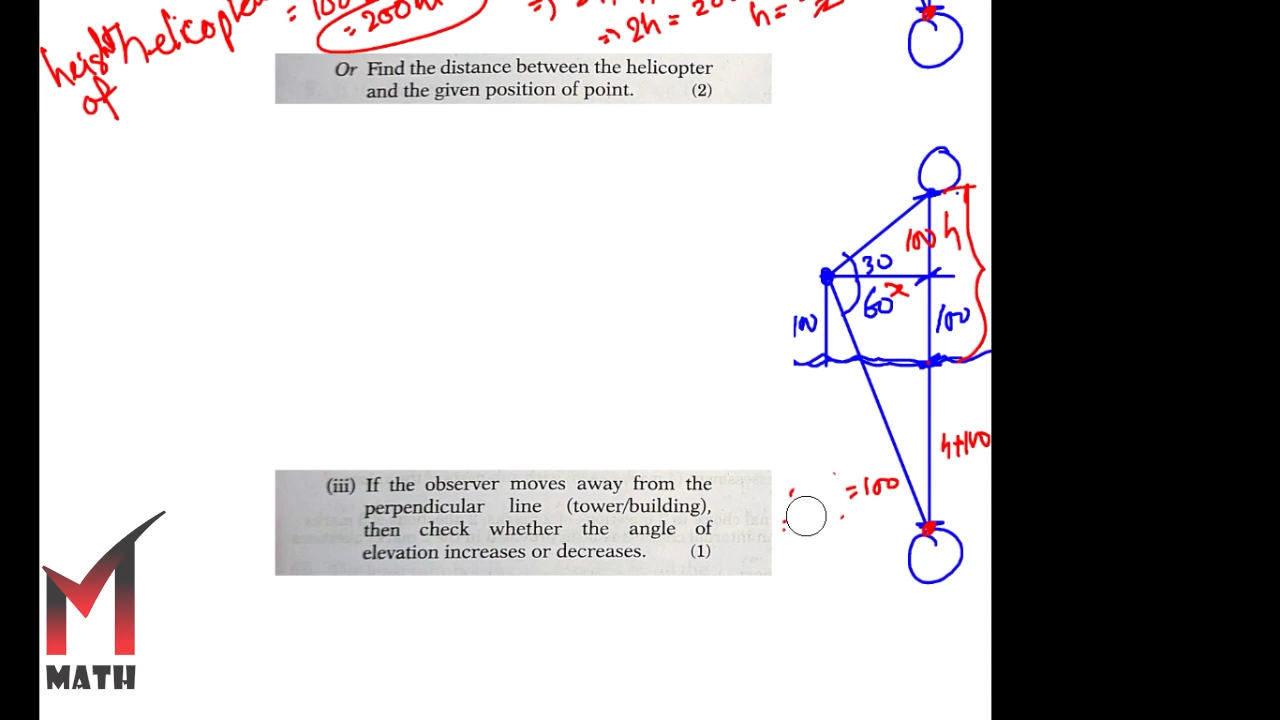 height helicopter = 100
of
= 200m
⇒ 2h = 20
h =
Or Find the distance between the helicopter
and the given position of point. (2)
100 h
30
60 x
100
100
h+100
= 100
(iii) If the observer moves away from the
perpendicular line (tower/building),
then check whether the angle of
elevation increases or decreases. (1)
MATH